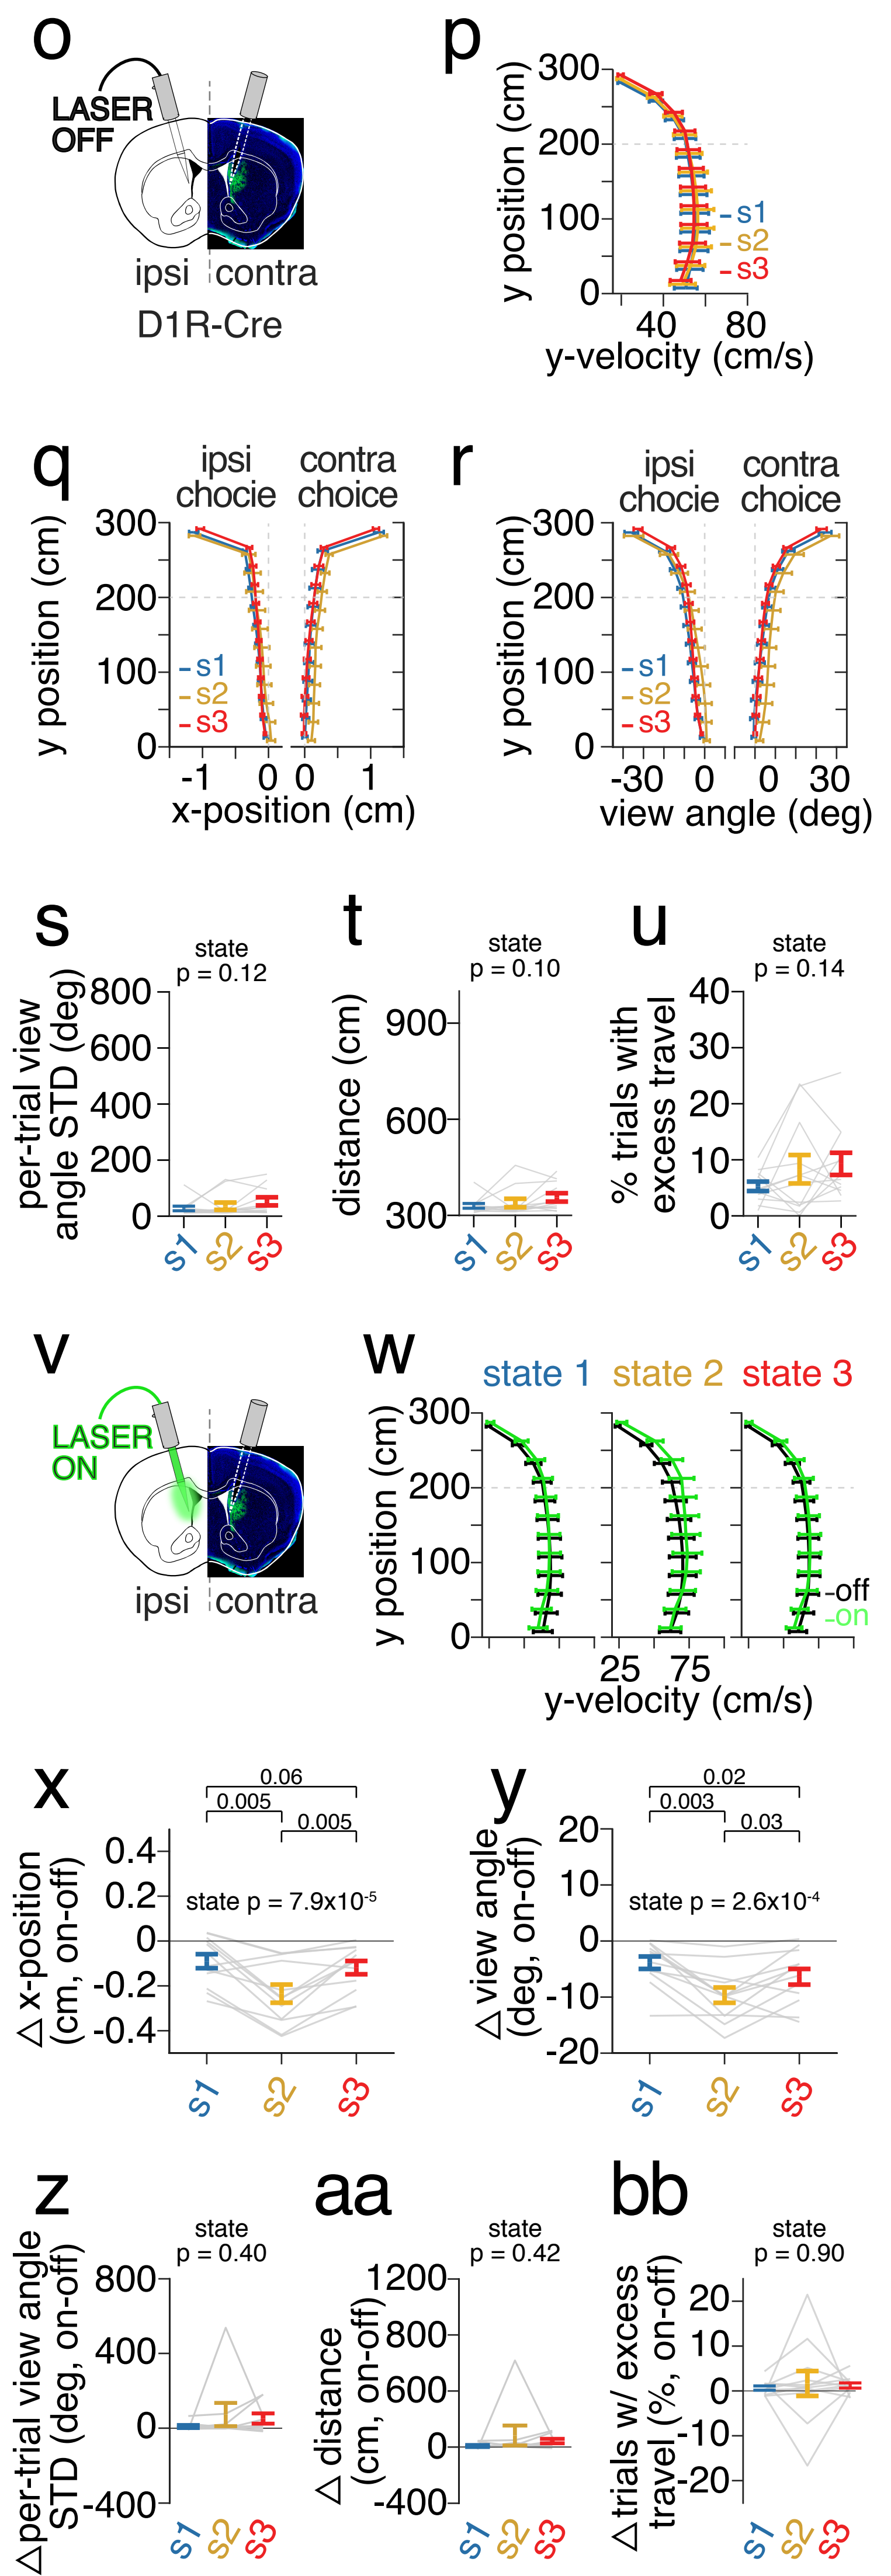 o
LASER
OFF
ipsi contra
D1R-Cre
p
y position (cm)
300
200
100
0
s1
s2
s3
40 80
y-velocity (cm/s)
q
ipsi
chocie
contra
choice
y position (cm)
300
200
100
0
s1
s2
s3
-1 0 0 1
x-position (cm)
r
ipsi
chocie
contra
choice
y position (cm)
300
200
100
0
s1
s2
s3
-30 0 0 30
view angle (deg)
s
state
p = 0.12
per-trial view
angle STD (deg)
800
600
400
200
0
s1 s2 s3
t
state
p = 0.10
distance (cm)
900
600
300
s1 s2 s3
u
state
p = 0.14
% trials with
excess travel
40
30
20
10
0
s1 s2 s3
v
LASER
ON
ipsi contra
w
state 1 state 2 state 3
y position (cm)
300
200
100
0
off
on
25 75
y-velocity (cm/s)
x
0.06
0.005
0.005
state p = 7.9x10⁻⁵
△ x-position
(cm, on-off)
0.4
0.2
0
-0.2
-0.4
s1 s2 s3
y
0.02
0.003
0.03
state p = 2.6x10⁻⁴
△ view angle
(deg, on-off)
20
10
0
-10
-20
s1 s2 s3
z
state
p = 0.40
△per-trial view angle
STD (deg, on-off)
800
400
0
-400
s1 s2 s3
aa
state
p = 0.42
△ distance
(cm, on-off)
1200
800
600
0
-400
s1 s2 s3
bb
state
p = 0.90
△trials w/ excess
travel (%, on-off)
20
10
0
-10
-20
s1 s2 s3